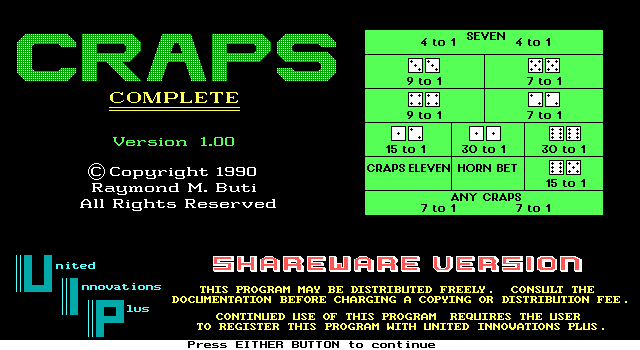 CRAPS
COMPLETE
Version 1.00
©Copyright 1990
Raymond M. Buti
All Rights Reserved
SEVEN
4 to 1 4 to 1
9 to 1 7 to 1
9 to 1 7 to 1
15 to 1 30 to 1 30 to 1
CRAPS ELEVEN HORN BET 15 to 1
ANY CRAPS
7 to 1 7 to 1
United
Innovations
Plus
SHAREWARE VERSION
THIS PROGRAM MAY BE DISTRIBUTED FREELY. CONSULT THE
DOCUMENTATION BEFORE CHARGING A COPYING OR DISTRIBUTION FEE.
CONTINUED USE OF THIS PROGRAM REQUIRES THE USER
TO REGISTER THIS PROGRAM WITH UNITED INNOVATIONS PLUS.
Press EITHER BUTTON to continue